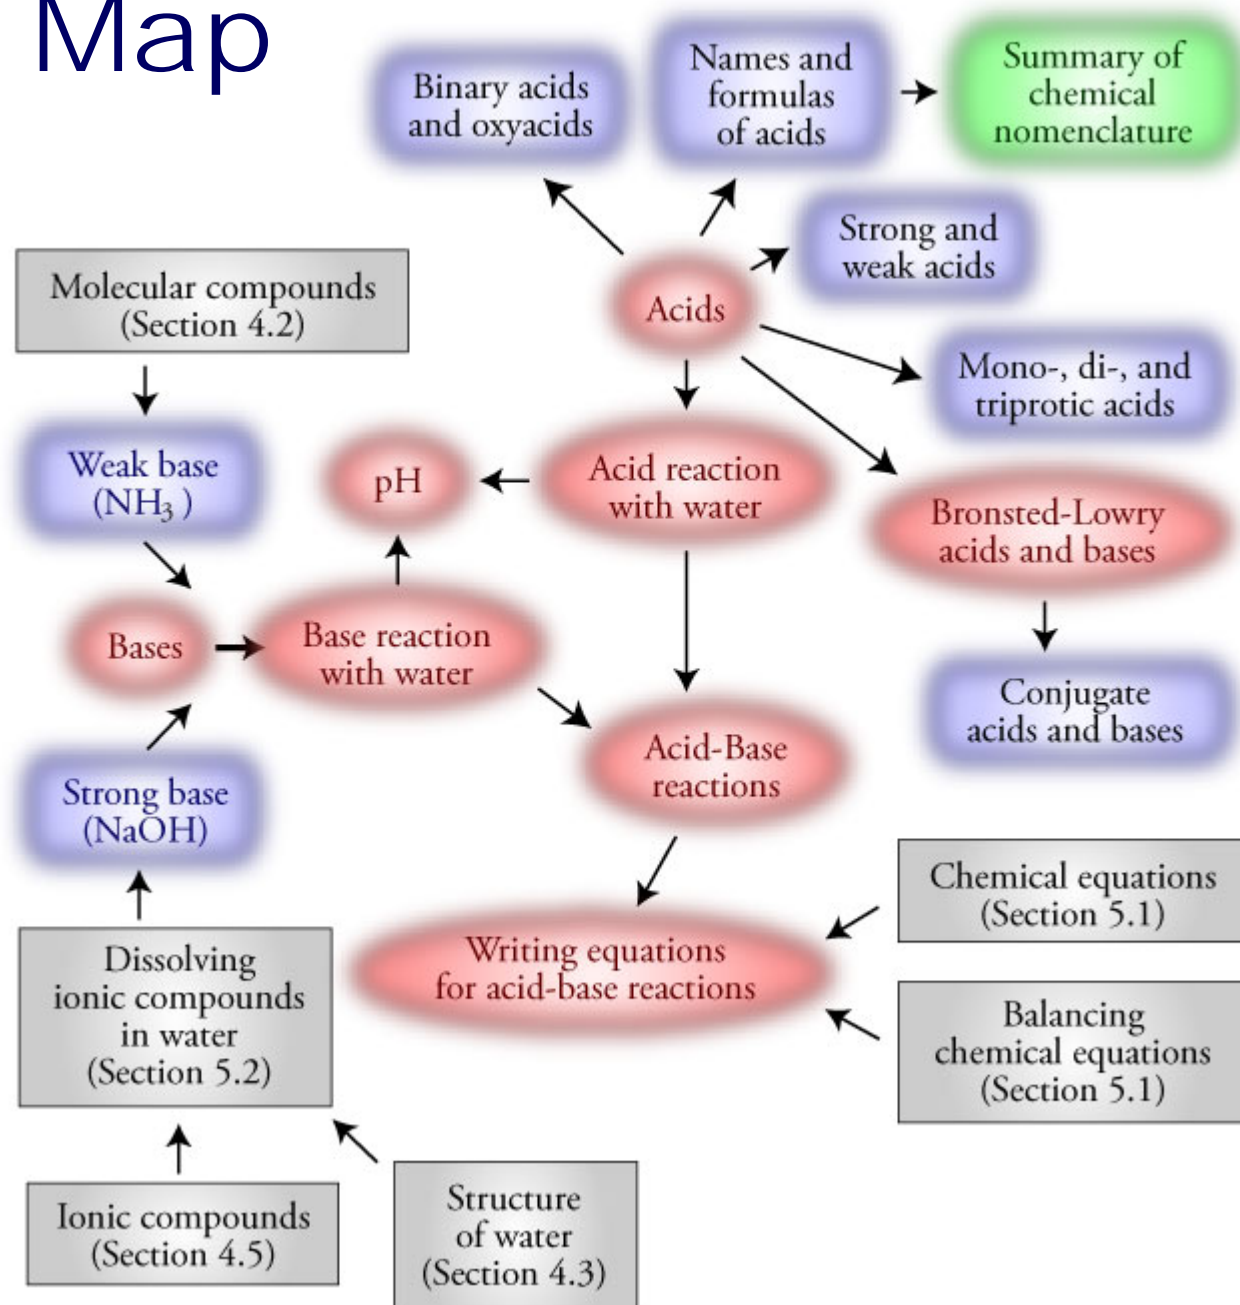 Map
Binary acids
and oxyacids
Names and
formulas
of acids
Summary of
chemical
nomenclature
Strong and
weak acids
Molecular compounds
(Section 4.2)
Acids
Mono-, di-, and
triprotic acids
Weak base
(NH₃ )
pH
Acid reaction
with water
Bronsted-Lowry
acids and bases
Bases
Base reaction
with water
Conjugate
acids and bases
Acid-Base
reactions
Strong base
(NaOH)
Chemical equations
(Section 5.1)
Writing equations
for acid-base reactions
Dissolving
ionic compounds
in water
(Section 5.2)
Balancing
chemical equations
(Section 5.1)
Ionic compounds
(Section 4.5)
Structure
of water
(Section 4.3)